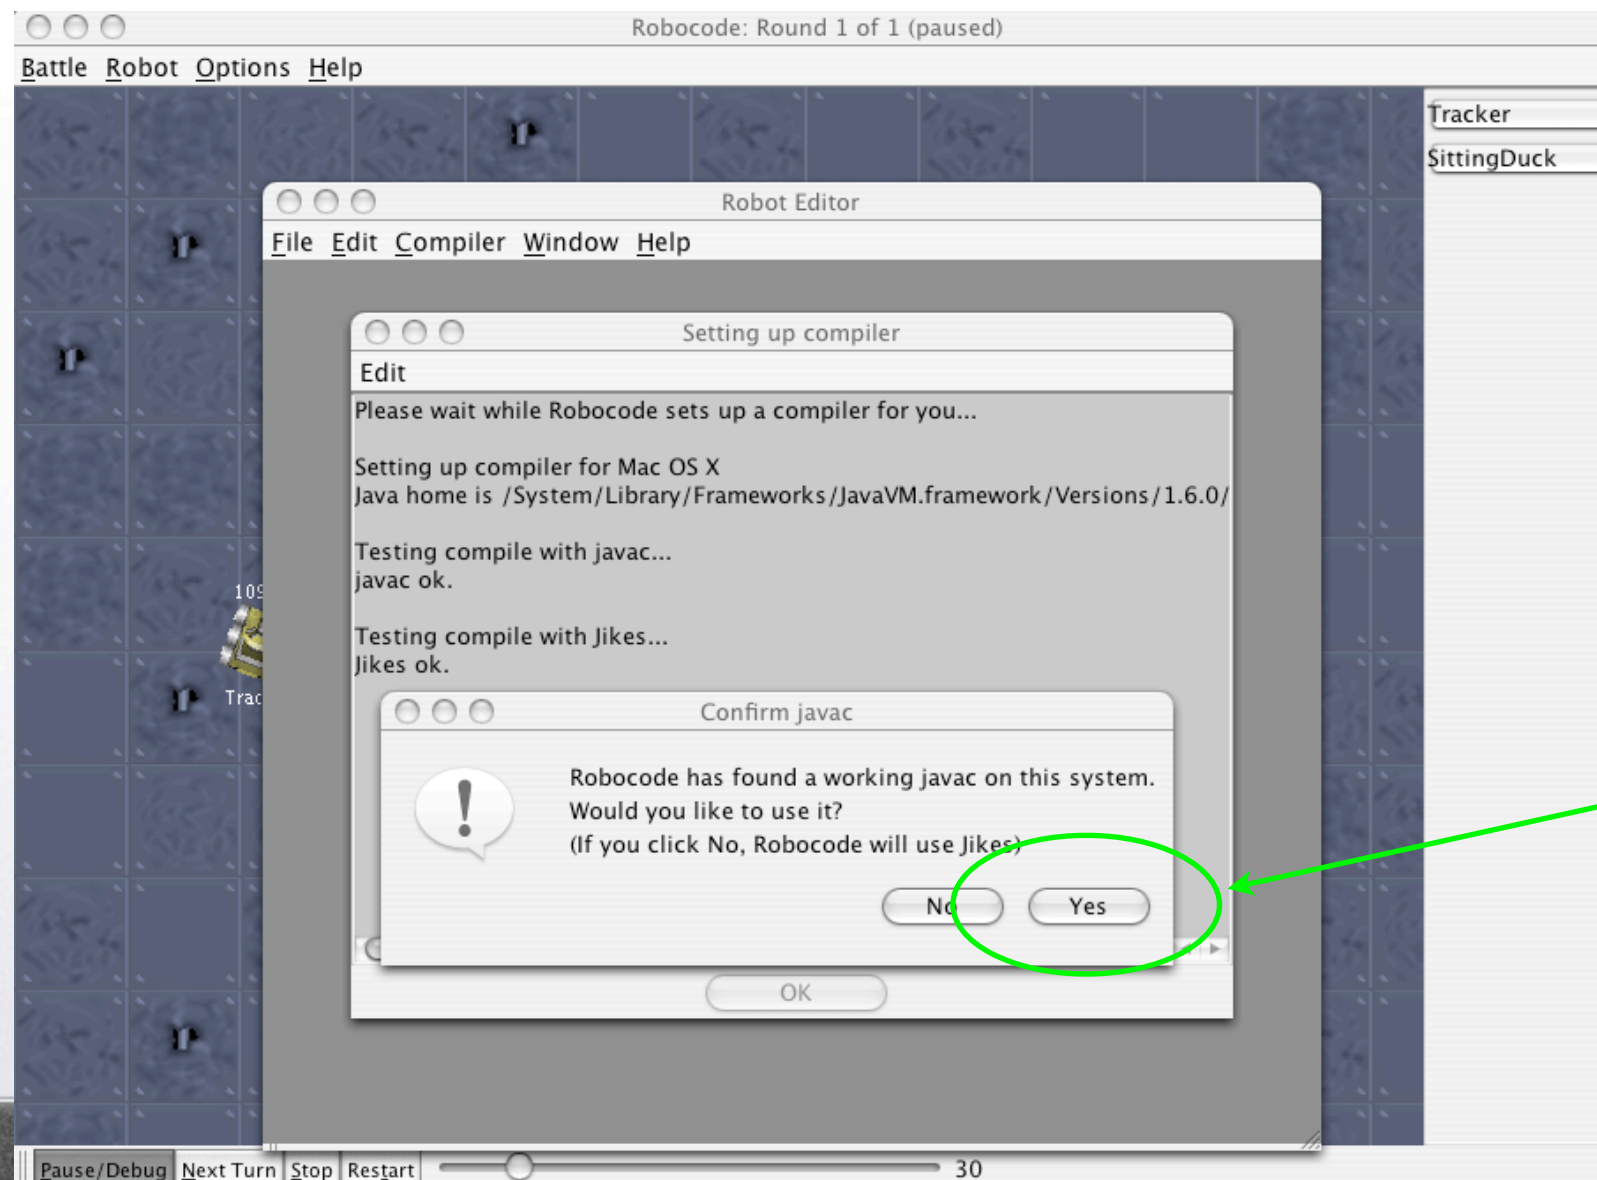 Robocode: Round 1 of 1 (paused)
Battle Robot Options Help
Tracker
SittingDuck
Robot Editor
File Edit Compiler Window Help
Setting up compiler
Edit
Please wait while Robocode sets up a compiler for you...
Setting up compiler for Mac OS X
Java home is /System/Library/Frameworks/JavaVM.framework/Versions/1.6.0/
Testing compile with javac...
javac ok.
Testing compile with Jikes...
Jikes ok.
109
Trac
Confirm javac
Robocode has found a working javac on this system.
Would you like to use it?
(If you click No, Robocode will use Jikes)
No Yes
OK
Pause/Debug Next Turn Stop Restart 30